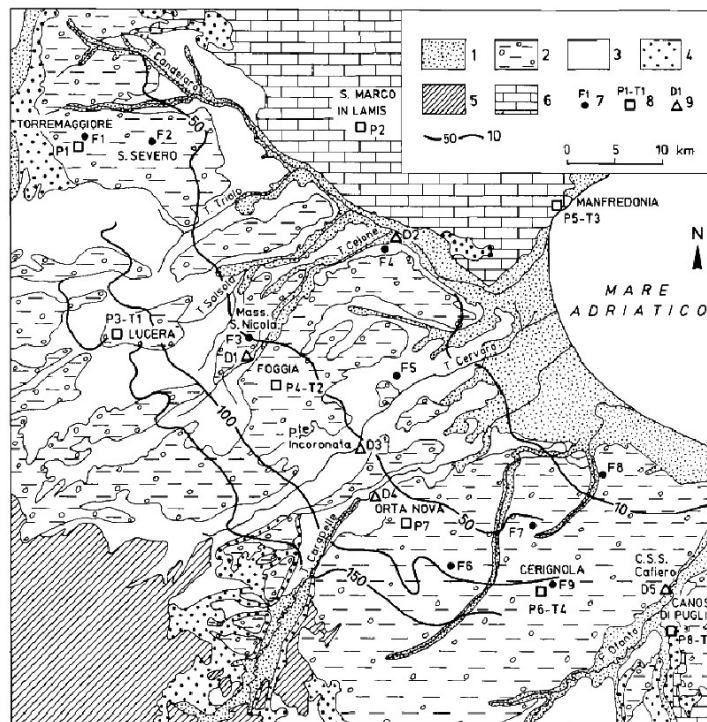 1
2
3
4
5
6
F1
7
P1-T1
8
D1
9
50
10
0 5 10 km
T. Candelaro
50
S. MARCO
IN LAMIS
P2
TORREMAGGIORE
F1
F2
P1
S. SEVERO
T. Triolo
MANFREDONIA
P5-T3
T. Celone
D2
F4
N
MARE
ADRIATICO
T. Salsola
P3-T1
LUCERA
Mass.
S. Nicola
F3
D1
FOGGIA
P4-T2
F5
T. Cervaro
100
p.le
Incoronata
D3
D4
ORTA NOVA
P7
50
F8
10
F7
Carapelle
150
F6
CERIGNOLA
F9
P6-T4
C.S.S.
Cafiero
D5
CANOS
DI PUGLI
P8-T
Ofanto